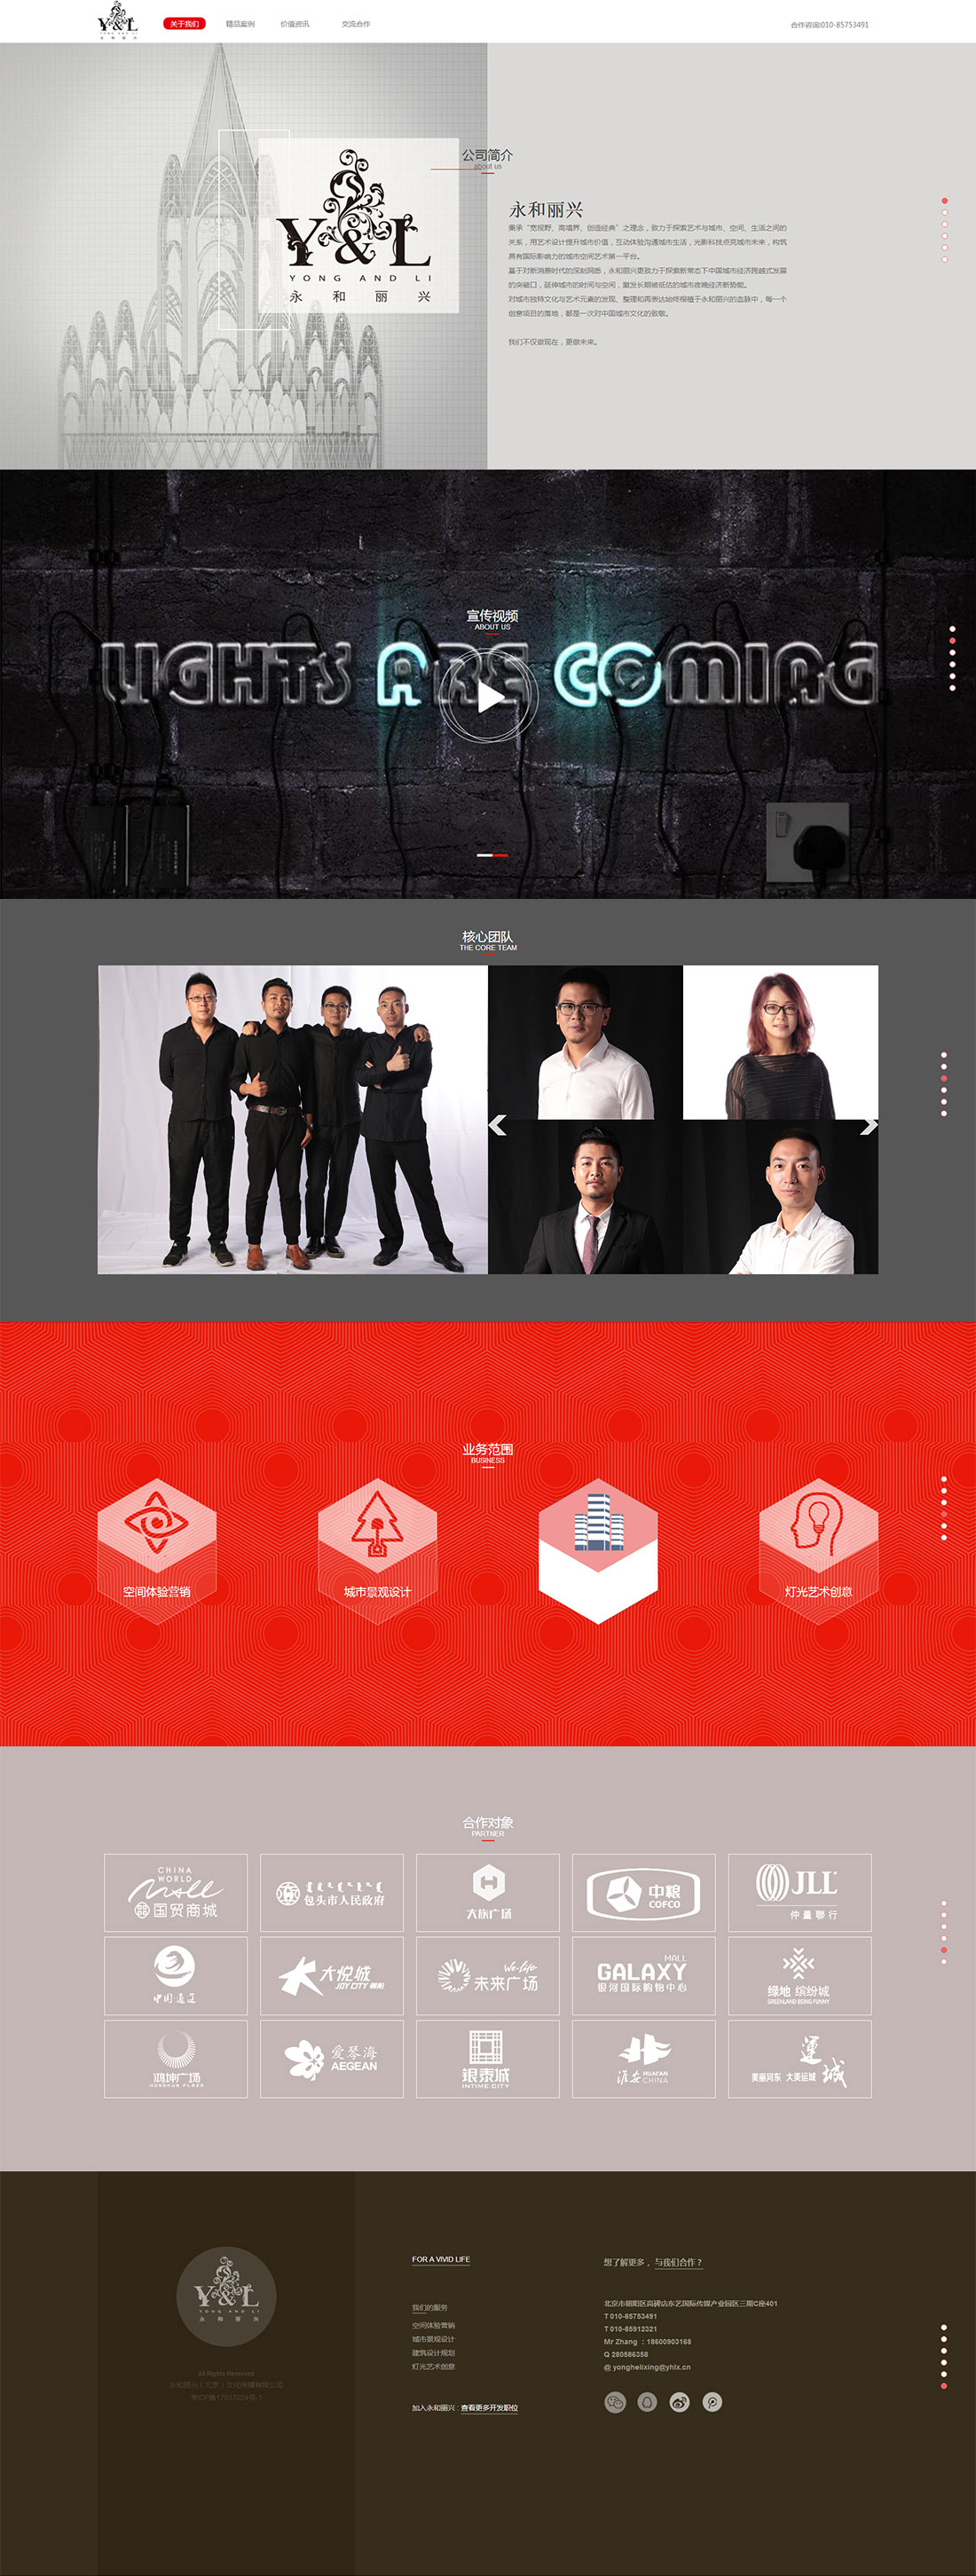 Y&L
YONG AND LI
永和丽兴
关于我们
精品案例
价值资讯
交流合作
合作咨询:010-85753491
公司简介
about us
Y&L
YONG AND LI
永 和 丽 兴
永和丽兴
秉承“宽视野、高境界、创造经典”之理念，致力于探索艺术与城市、空间、生活之间的
关系，用艺术设计提升城市价值，互动体验沟通城市生活，光影科技点亮城市未来，构筑
具有国际影响力的城市空间艺术第一平台。
基于对新消费时代的深刻洞悉，永和丽兴更致力于探索新常态下中国城市经济跨越式发展
的突破口，延伸城市的时间与空间，激发长期被低估的城市夜晚经济新势能。
对城市独特文化与艺术元素的发现、整理和再表达始终根植于永和丽兴的血脉中，每一个
创意项目的落地，都是一次对中国城市文化的致敬。
我们不仅做现在，更做未来。
宣传视频
ABOUT US
LIGHTS ARE COMING
核心团队
THE CORE TEAM
业务范围
BUSINESS
空间体验营销
城市景观设计
灯光艺术创意
合作对象
PARTNER
CHINA
WORLD
Mall
国贸商城
包头市人民政府
大族广场
中粮
COFCO
JLL
仲量聯行
大悦城
JOY CITY 朝阳
We-life
未来广场
MALL
GALAXY
银河国际购物中心
绿地 缤纷城
GREENLAND BEING FUNNY
鸿坤广场
HONGKUN PLAZA
爱琴海
AEGEAN
银泰城
INTIME CITY
淮安 HUAI'AN
CHINA
美丽河东 大美运城
運城
Y&L
YONG AND LI
永 和 丽 兴
All Rights Reserved
永和丽兴（北京）文化传媒有限公司
京ICP备17037024号-1
FOR A VIVID LIFE
我们的服务
空间体验营销
城市景观设计
建筑设计规划
灯光艺术创意
加入永和丽兴 : 查看更多开发职位
想了解更多， 与我们合作？
北京市朝阳区高碑店东艺国际传媒产业园区三期C座401
T 010-85753491
T 010-85912321
Mr Zhang : 18600903168
Q 280586358
@ yonghelixing@yhlx.cn